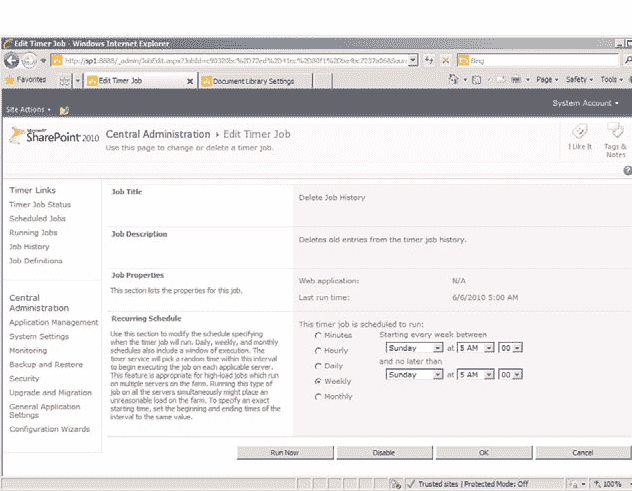 Edit Timer Job - Windows Internet Explorer
Bing
Favorites
Edit Timer Job
Document Library Settings
Page
Safety
Tools
Site Actions
System Account
Microsoft
SharePoint 2010
Central Administration
Edit Timer Job
Use this page to change or delete a timer job.
I Like It
Tags &
Notes
Timer Links
Timer Job Status
Scheduled Jobs
Running Jobs
Job History
Job Definitions
Central
Administration
Application Management
System Settings
Monitoring
Backup and Restore
Security
Upgrade and Migration
General Application
Settings
Configuration Wizards
Job Title
Delete Job History
Job Description
Deletes old entries from the timer job history.
Job Properties
This section lists the properties for this job.
Web application: N/A
Last run time: 6/6/2010 5:00 AM
Recurring Schedule
Use this section to modify the schedule specifying
when the timer job will run. Daily, weekly, and monthly
schedules also include a window of execution. The
timer service will pick a random time within this interval
to begin executing the job on each applicable server.
This feature is appropriate for high-load jobs which run
on multiple servers on the farm. Running this type of
job on all the servers simultaneously might place an
unreasonable load on the farm. To specify an exact
starting time, set the beginning and ending times of the
interval to the same value.
This timer job is scheduled to run:
Minutes
Hourly
Daily
Weekly
Monthly
Starting every week between
Sunday at 5 AM 00
and no later than
Sunday at 5 AM 00
Run Now
Disable
OK
Cancel
Trusted sites | Protected Mode: Off
100%